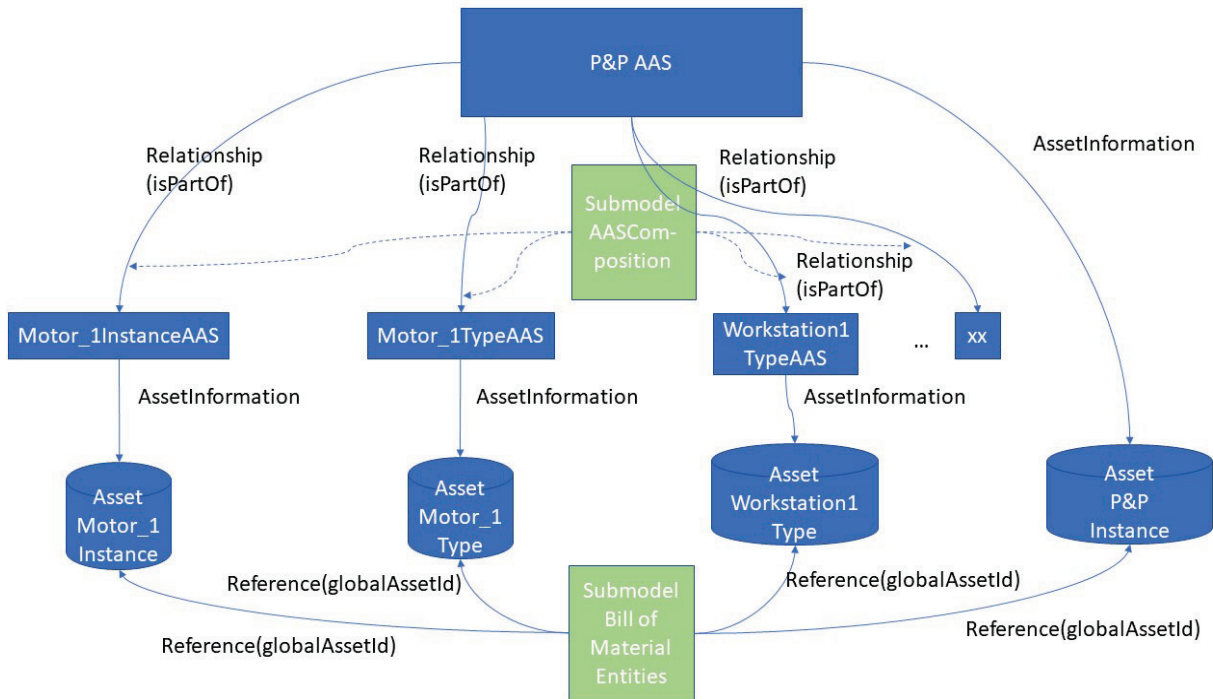 P&P AAS
Relationship
(isPartOf)
Relationship
(isPartOf)
Relationship
(isPartOf)
AssetInformation
Submodel
AASCom-
position
Relationship
(isPartOf)
Motor_1InstanceAAS
Motor_1TypeAAS
Workstation1
TypeAAS
...
xx
AssetInformation
AssetInformation
AssetInformation
Asset
Motor_1
Instance
Asset
Motor_1
Type
Asset
Workstation1
Type
Asset
P&P
Instance
Reference(globalAssetId)
Reference(globalAssetId)
Submodel
Bill of
Material
Entities
Reference(globalAssetId)
Reference(globalAssetId)